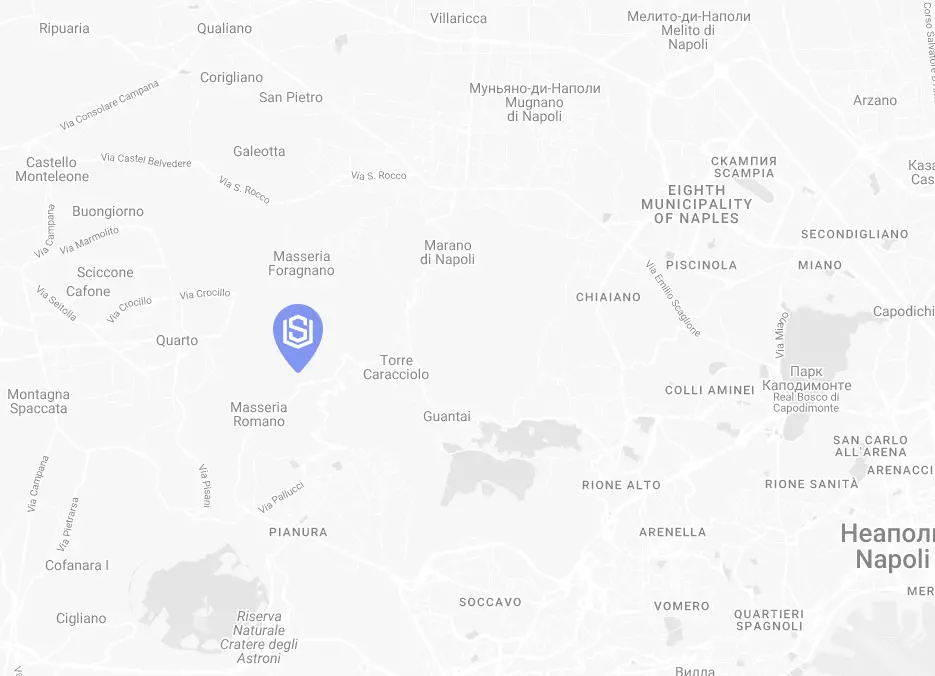 Villaricca
Мелито-ди-Наполи
Melito di
Napoli
Ripuaria
Qualiano
Corigliano
San Pietro
Via Consolare Campana
Муньяно-ди-Наполи
Mugnano
di Napoli
Arzano
Galeotta
Castello
Monteleone
Via Castel Belvedere
Via S. Rocco
Via S. Rocco
СКАМПИЯ
SCAMPIA
Каза
Cas
EIGHTH
MUNICIPALITY
OF NAPLES
Buongiorno
Via Campana
Via Marmolito
SECONDIGLIANO
Marano
di Napoli
Masseria
Foragnano
PISCINOLA
MIANO
Sciccone
Cafone
Via Seitolla
Via Crocillo
Via Crocillo
CHIAIANO
Via Emilio Scaglione
Capodichi
Via Miano
Quarto
Torre
Caracciolo
Парк
Каподимонте
Real Bosco di
Capodimonte
COLLI AMINEI
Montagna
Spaccata
Masseria
Romano
Guantai
SAN CARLO
ALL'ARENA
ARENACCI
RIONE ALTO
RIONE SANITÀ
Via Campana
Via Pisani
Via Pallucci
Via Pietrarsa
PIANURA
ARENELLA
Неапол
Napoli
Cofanara I
MER
SOCCAVO
VOMERO
QUARTIERI
SPAGNOLI
Cigliano
Riserva
Naturale
Cratere degli
Astroni
Вилла